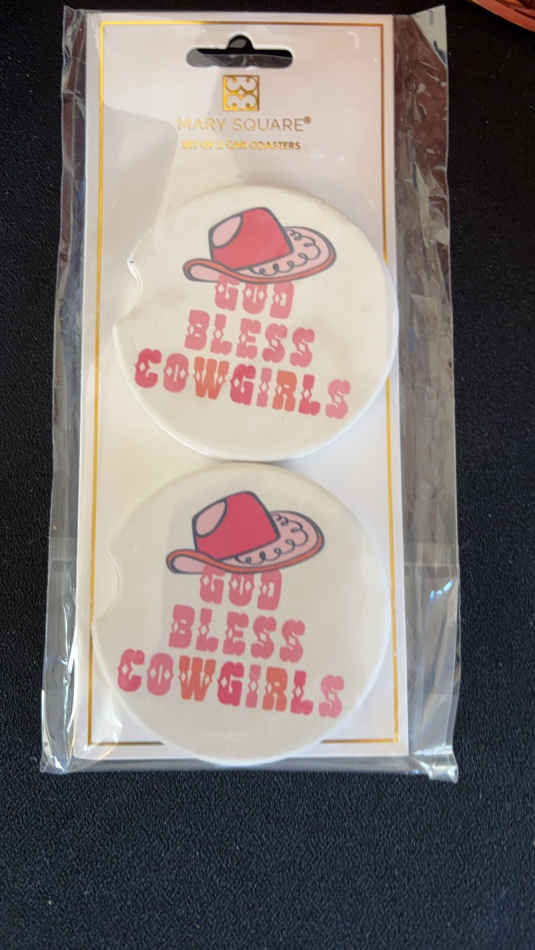 MARY SQUARE®
SET OF 2 CAR COASTERS
GOD
BLESS
COWGIRLS
GOD
BLESS
COWGIRLS